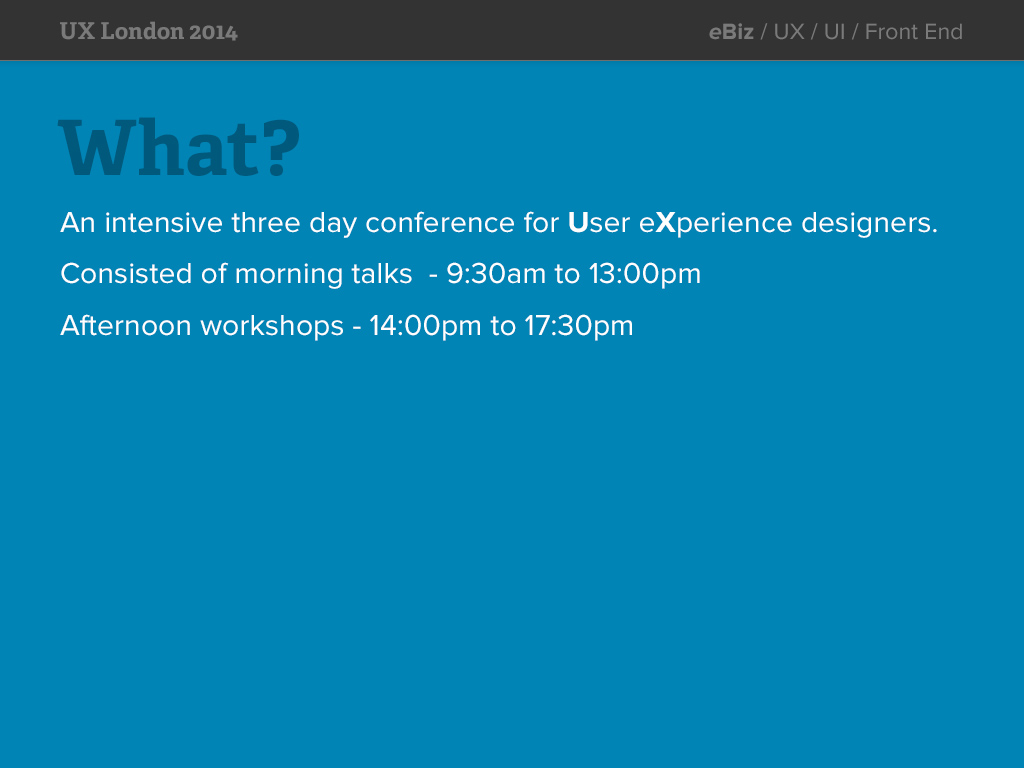 UX London 2014
eBiz / UX / UI / Front End
What?
An intensive three day conference for User eXperience designers.
Consisted of morning talks  - 9:30am to 13:00pm
Afternoon workshops - 14:00pm to 17:30pm